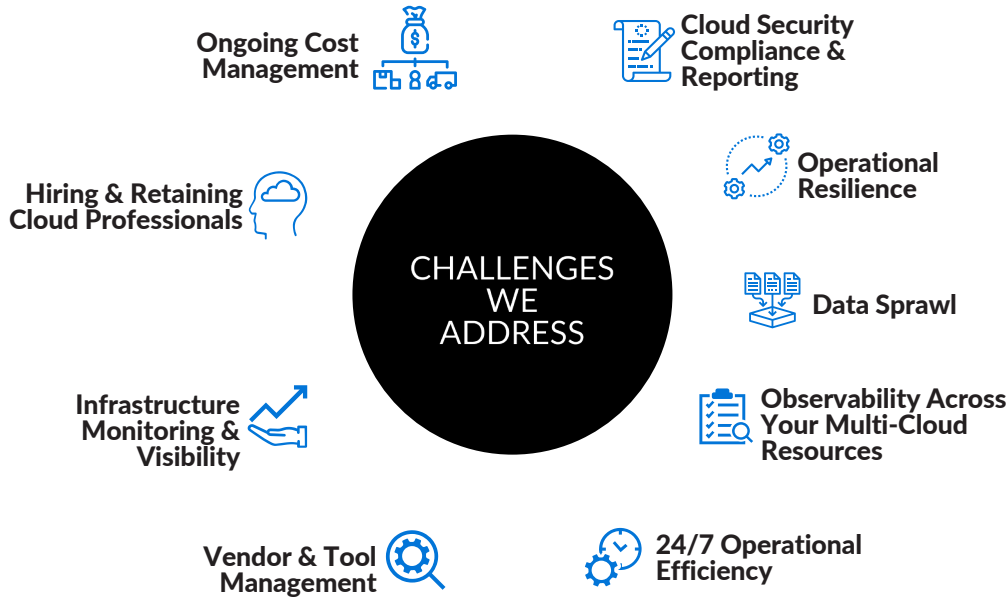 Ongoing Cost
Management
Cloud Security
Compliance &
Reporting
Hiring & Retaining
Cloud Professionals
Operational
Resilience
CHALLENGES
WE
ADDRESS
Data Sprawl
Infrastructure
Monitoring &
Visibility
Observability Across
Your Multi-Cloud
Resources
Vendor & Tool
Management
24/7 Operational
Efficiency